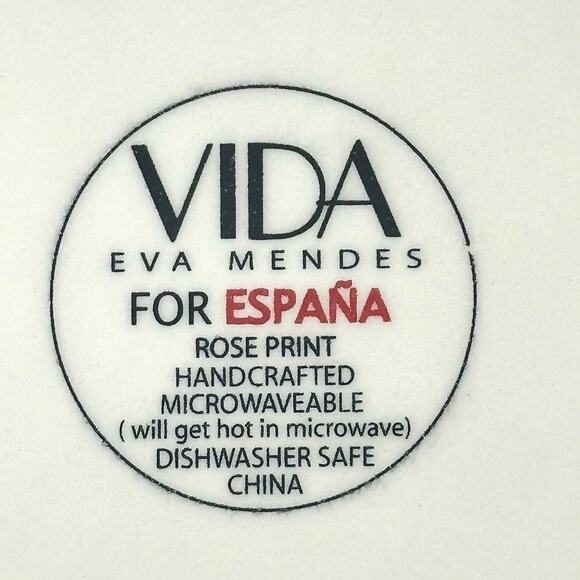 VIDA
EVA MENDES
FOR ESPAÑA
ROSE PRINT
HANDCRAFTED
MICROWAVEABLE
( will get hot in microwave)
DISHWASHER SAFE
CHINA